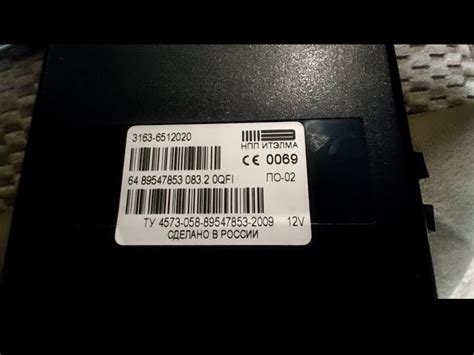 3163-6512020
НПП ИТЭЛМА
CE 0069
64 89547853 083.2 0QFI
ПО-02
ТУ 4573-058-89547853-2009 12V
СДЕЛАНО В РОССИИ